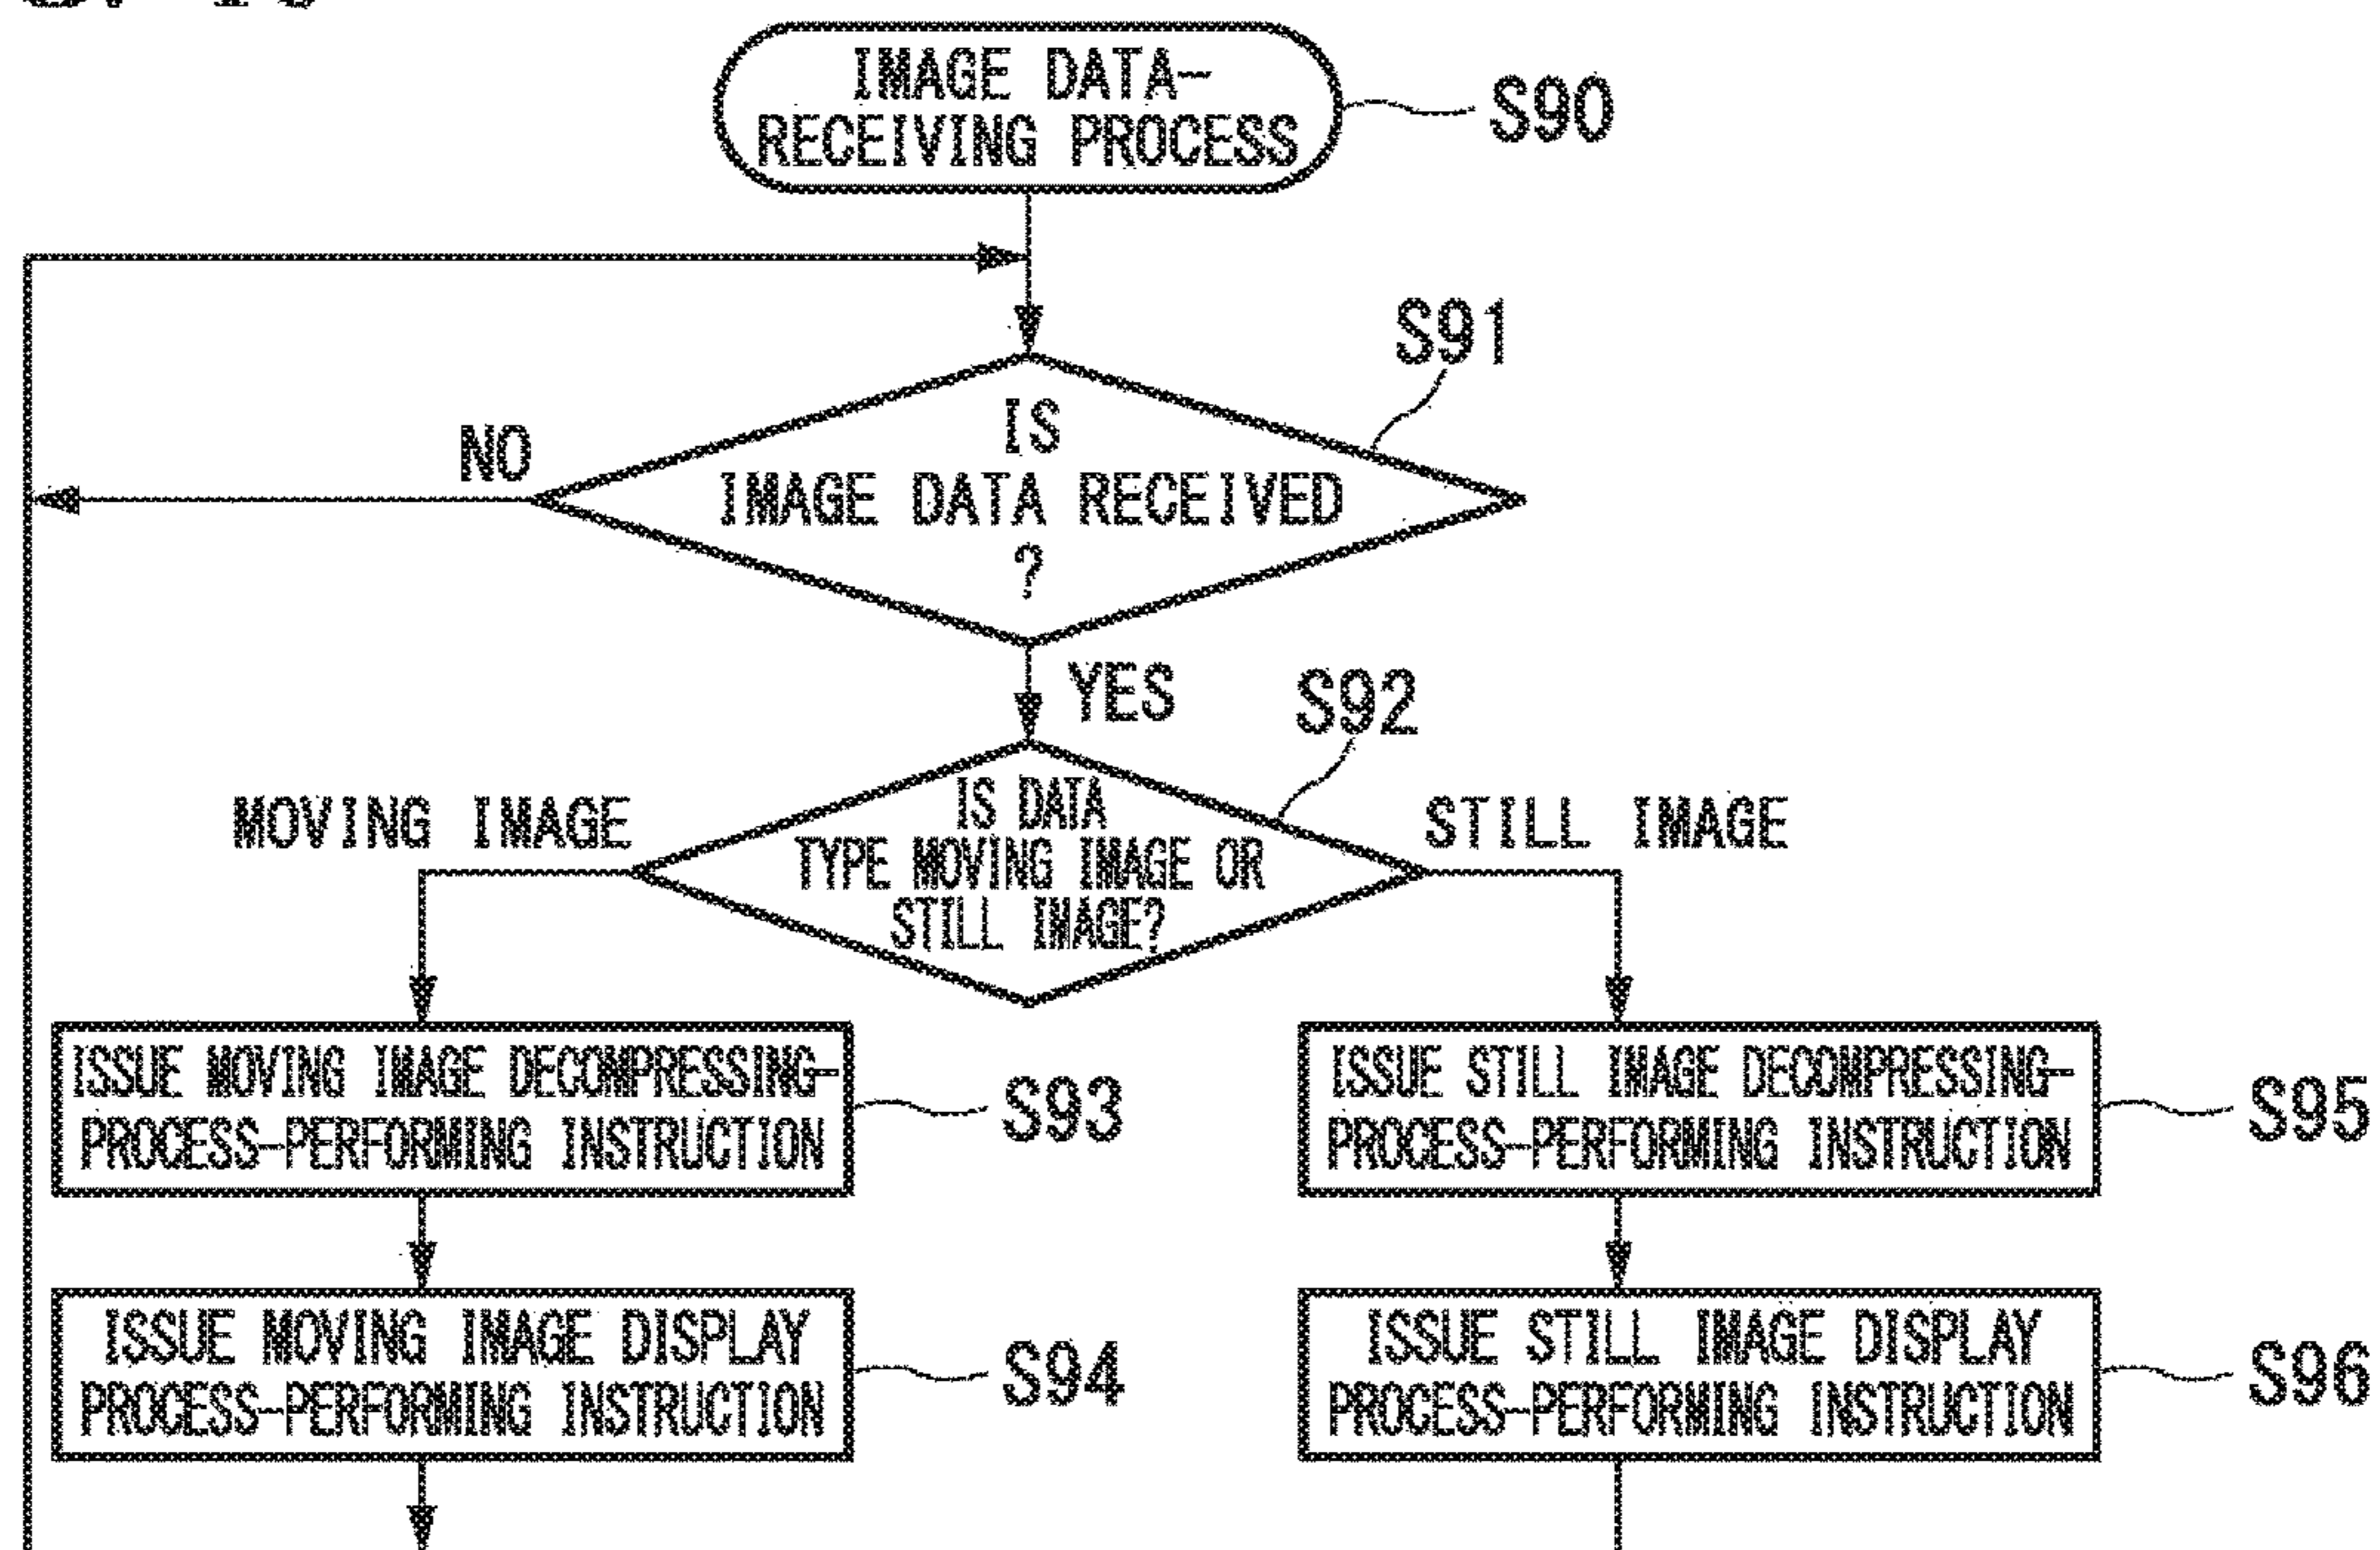 IMAGE DATA-
RECEIVING PROCESS
S90
S91
IS
IMAGE DATA RECEIVED
?
NO
YES
S92
IS DATA
TYPE MOVING IMAGE OR
STILL IMAGE?
MOVING IMAGE
STILL IMAGE
ISSUE MOVING IMAGE DECOMPRESSING-
PROCESS-PERFORMING INSTRUCTION
S93
ISSUE STILL IMAGE DECOMPRESSING-
PROCESS-PERFORMING INSTRUCTION
S95
ISSUE MOVING IMAGE DISPLAY
PROCESS-PERFORMING INSTRUCTION
S94
ISSUE STILL IMAGE DISPLAY
PROCESS-PERFORMING INSTRUCTION
S96